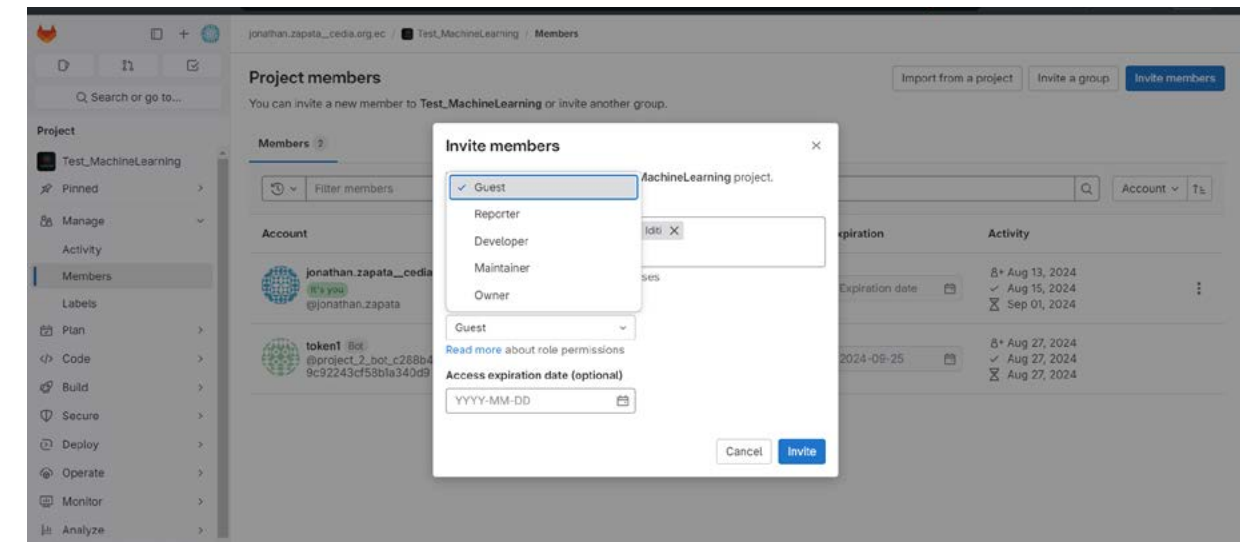 jonathan.zapata__cedia.org.ec / Test_MachineLearning / Members
Search or go to...
Project
Test_MachineLearning
Pinned
Manage
Activity
Members
Labels
Plan
Code
Build
Secure
Deploy
Operate
Monitor
Analyze
Project members
Import from a project
Invite a group
Invite members
You can invite a new member to Test_MachineLearning or invite another group.
Members 2
Filter members
Account
Account
Expiration
Activity
jonathan.zapata__cedia
It's you
@jonathan.zapata
Expiration date
Aug 13, 2024
Aug 15, 2024
Sep 01, 2024
token1 Bot
@project_2_bot_c288b4
9c92243cf58b1a340d9
2024-09-25
Aug 27, 2024
Aug 27, 2024
Aug 27, 2024
Invite members
MachineLearning project.
Guest
Reporter
Developer
Maintainer
Owner
Iditi
ses
Guest
Read more about role permissions
Access expiration date (optional)
YYYY-MM-DD
Cancel
Invite